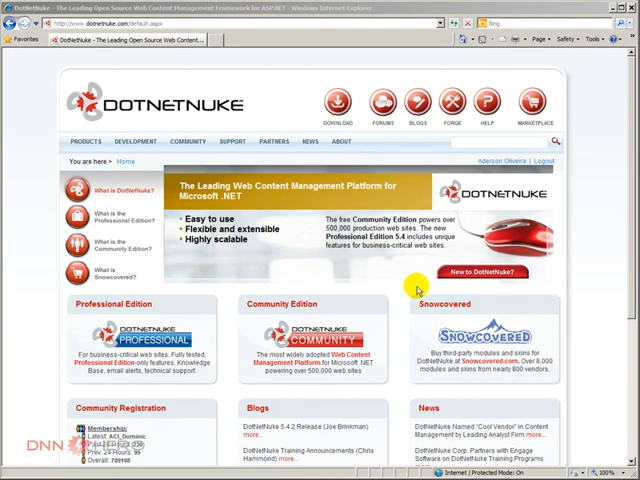 DotNetNuke - The Leading Open Source Web Content Management Framework for ASP.NET - Windows Internet Explorer
http://www.dotnetnuke.com/default.aspx
Bing
Favorites
DotNetNuke - The Leading Open Source Web Content...
Page
Safety
Tools
DOTNETNUKE
DOWNLOAD
FORUMS
BLOGS
FORGE
HELP
MARKETPLACE
PRODUCTS
DEVELOPMENT
COMMUNITY
SUPPORT
PARTNERS
NEWS
ABOUT
You are here > Home
Aderson Oliveira | Logout
What is DotNetNuke?
What is the
Professional Edition?
What is the
Community Edition?
What is
Snowcovered?
The Leading Web Content Management Platform for
Microsoft .NET
DOTNETNUKE
• Easy to use
• Flexible and extensible
• Highly scalable
The free Community Edition powers over
500,000 production web sites. The new
Professional Edition 5.4 includes unique
features for business-critical web sites.
New to DotNetNuke?
Professional Edition
DOTNETNUKE
PROFESSIONAL
For business-critical web sites. Fully tested,
Professional Edition-only features, Knowledge
Base, email alerts, technical support.
Community Edition
DOTNETNUKE
COMMUNITY
The most widely adopted Web Content
Management Platform for Microsoft .NET
powering over 500,000 web sites
Snowcovered
SNOWCOVERED
Buy third-party modules and skins for
DotNetNuke at Snowcovered.com. Over 8,000
modules and skins from nearly 800 vendors.
Community Registration
Membership:
Latest: ACI_Dominic
Prev. 24 Hours: 99
Overall: 789108
Blogs
DotNetNuke 5.4.2 Release (Joe Brinkman)
more...
DotNetNuke Training Announcements (Chris
Hammond) more...
News
DotNetNuke Named "Cool Vendor" in Content
Management by Leading Analyst Firm more...
DotNetNuke Corp. Partners with Engage
Software on DotNetNuke Training Programs
DNN HERO
Internet | Protected Mode: On
100%